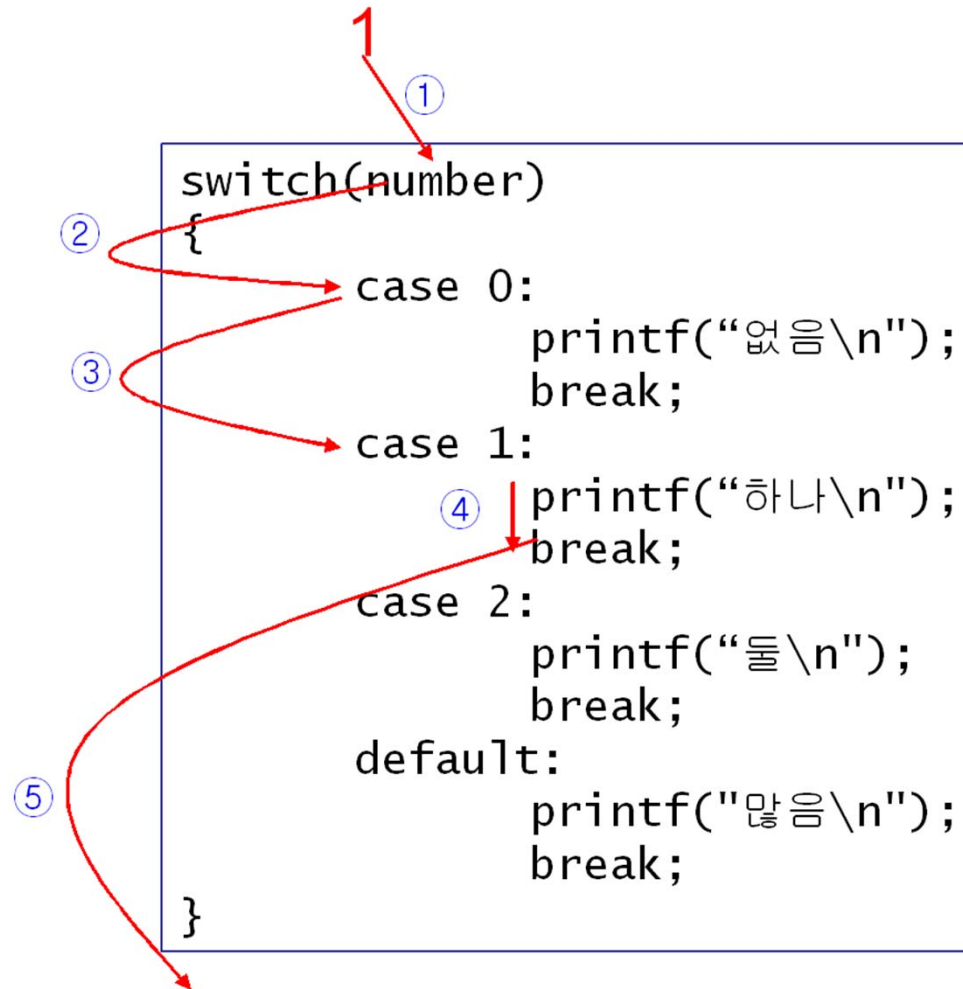 1
①
switch(number)
②
{
case 0:
printf(“없음\n");
③
break;
case 1:
④
printf(“하나\n");
break;
case 2:
printf(“둘\n");
break;
default:
⑤
printf("많음\n");
break;
}